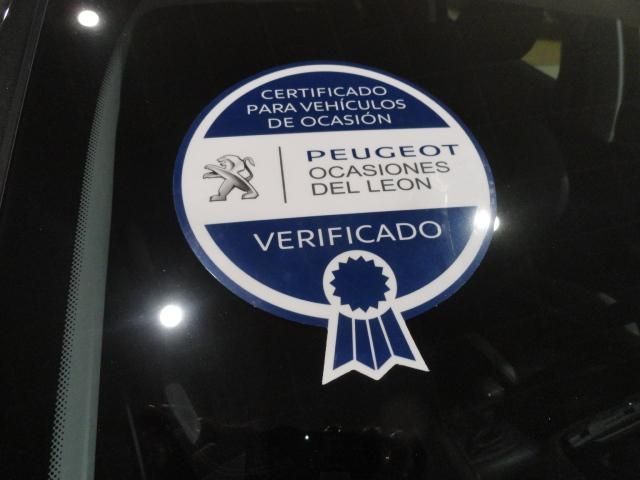 CERTIFICADO
PARA VEHÍCULOS
DE OCASIÓN
PEUGEOT
OCASIONES
DEL LEON
VERIFICADO